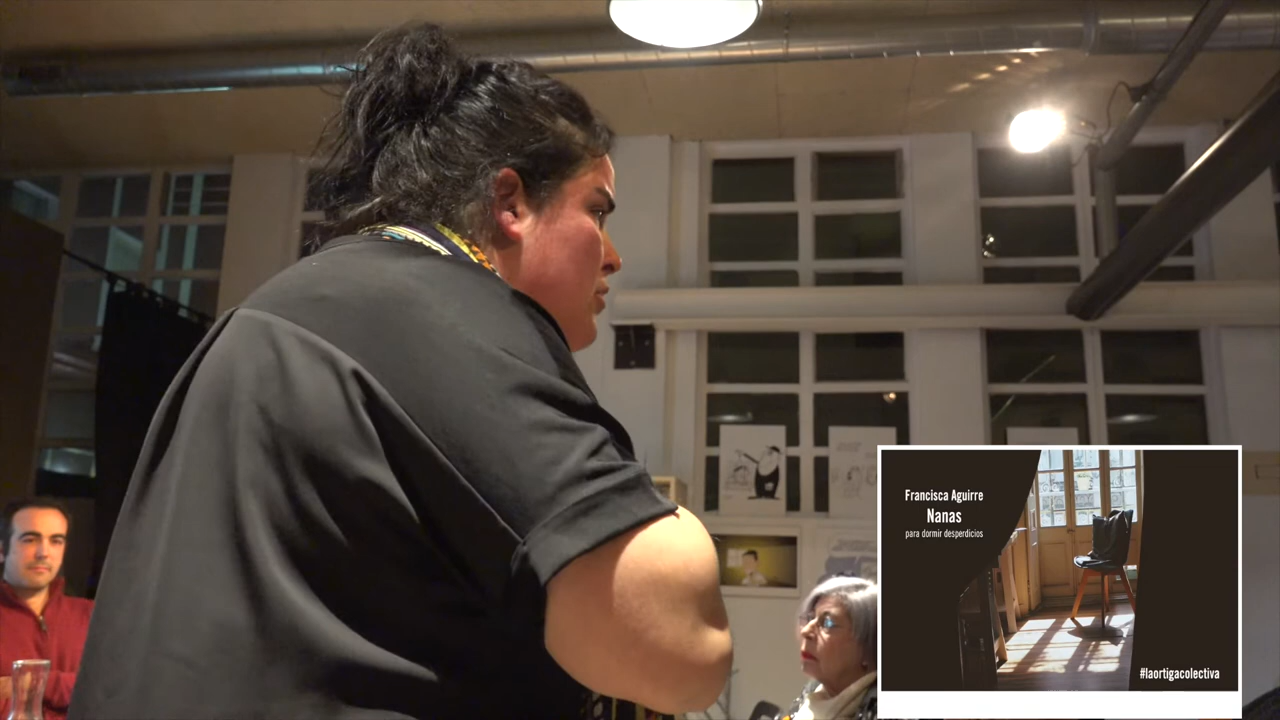 Francisca Aguirre
Nanas
para dormir desperdicios
#laortigacolectiva